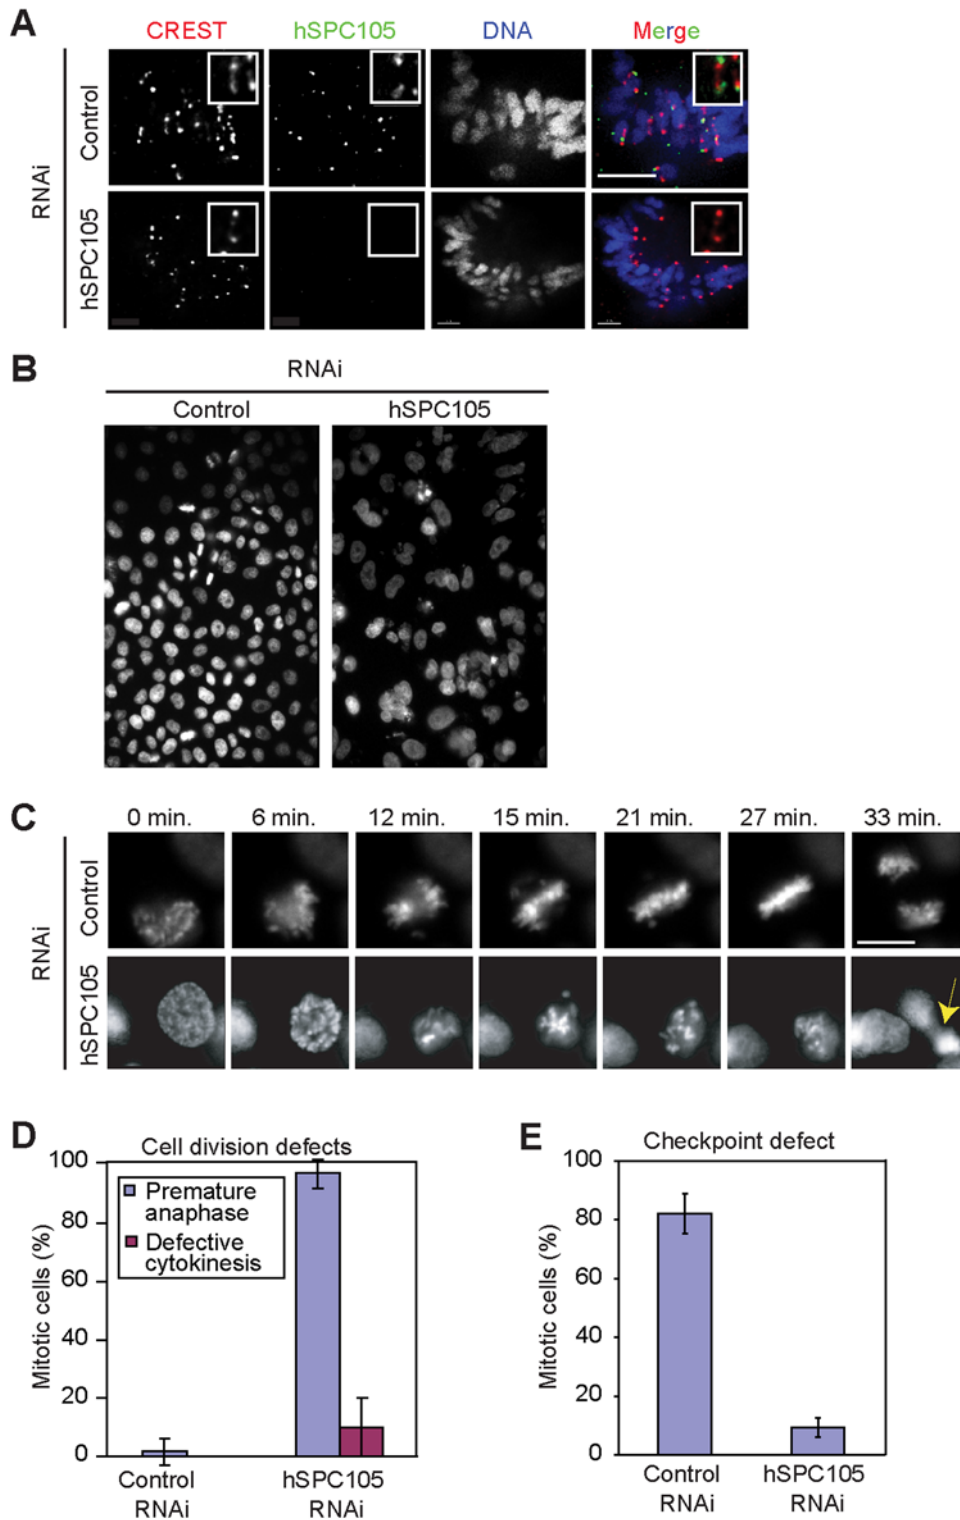 A
CREST hSPC105 DNA Merge
RNAi
Control
hSPC105
B
RNAi
Control hSPC105
C
0 min. 6 min. 12 min. 15 min. 21 min. 27 min. 33 min.
RNAi
Control
hSPC105
D
Cell division defects
Mitotic cells (%)
100
80
60
40
20
0
Premature
anaphase
Defective
cytokinesis
Control
RNAi
hSPC105
RNAi
E
Checkpoint defect
Mitotic cells (%)
100
80
60
40
20
0
Control
RNAi
hSPC105
RNAi